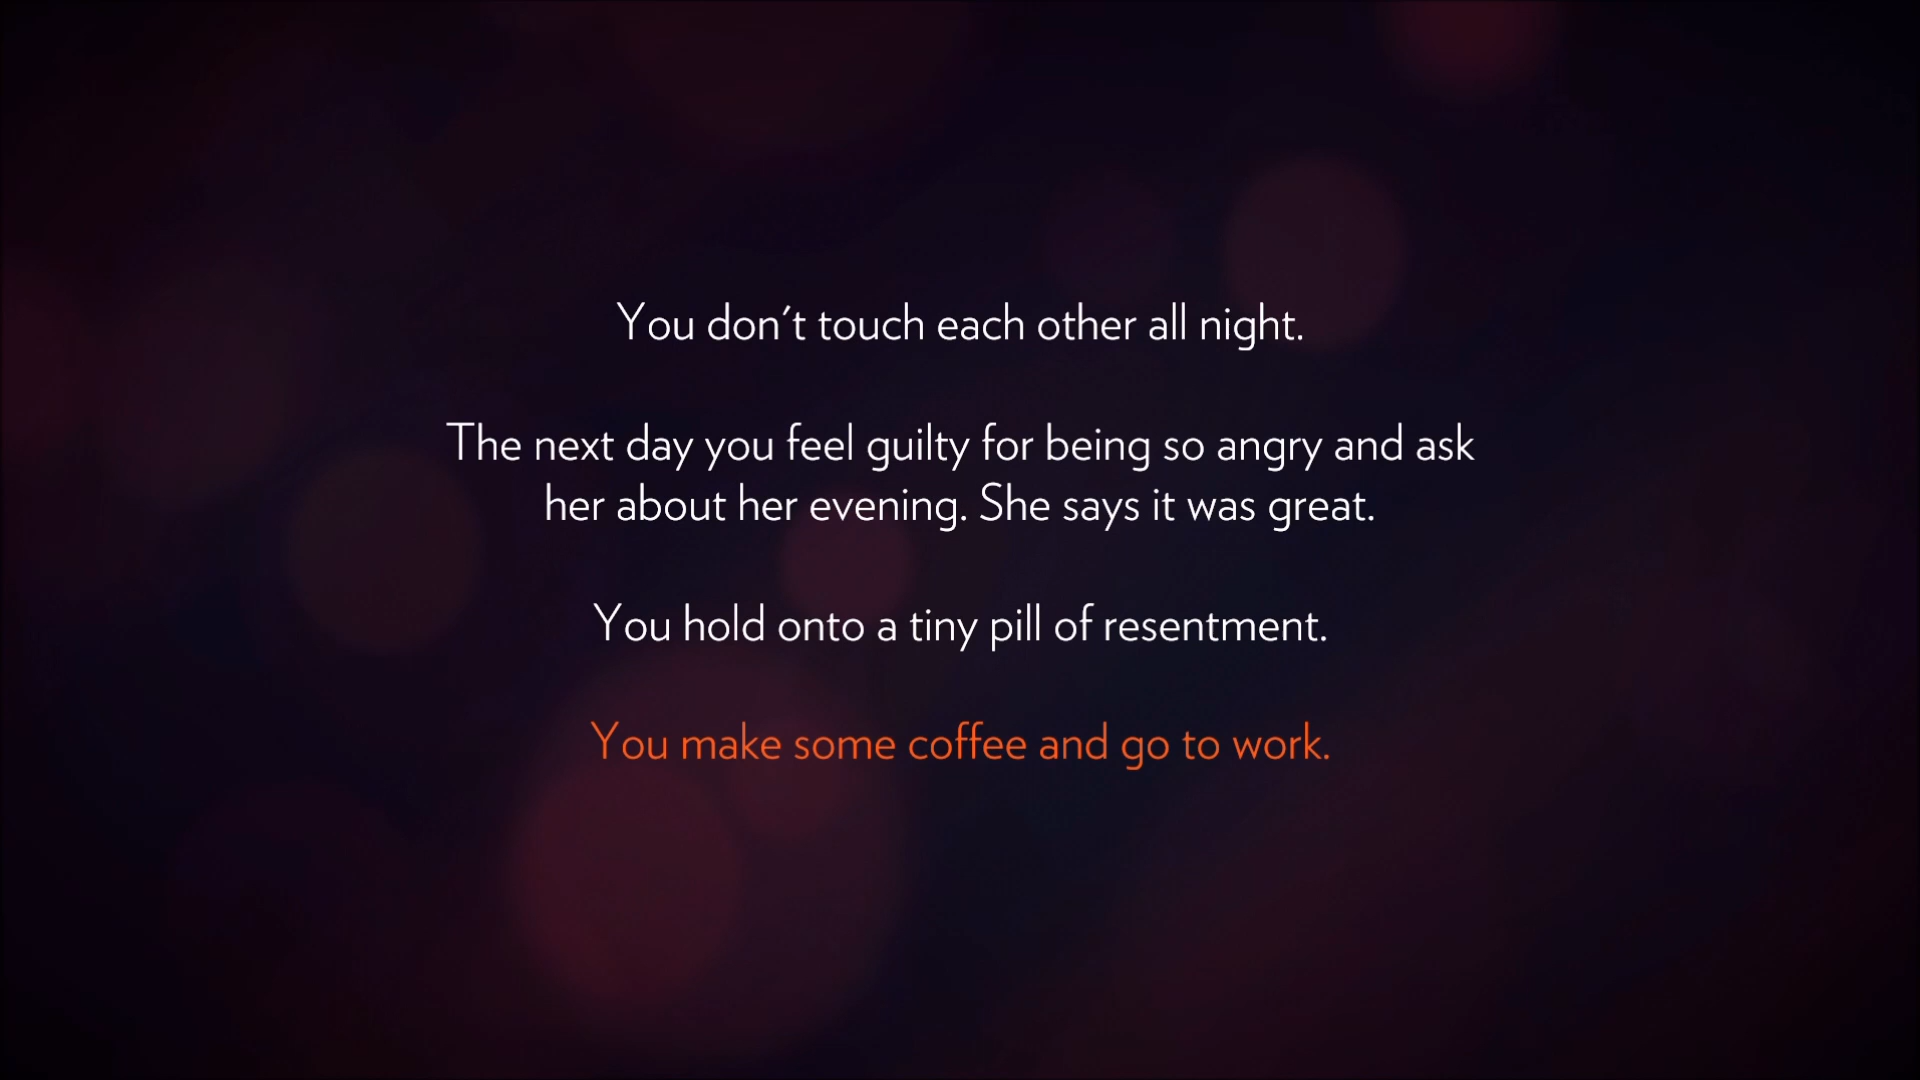 You don't touch each other all night.
The next day you feel guilty for being so angry and ask
her about her evening. She says it was great.
You hold onto a tiny pill of resentment.
You make some coffee and go to work.